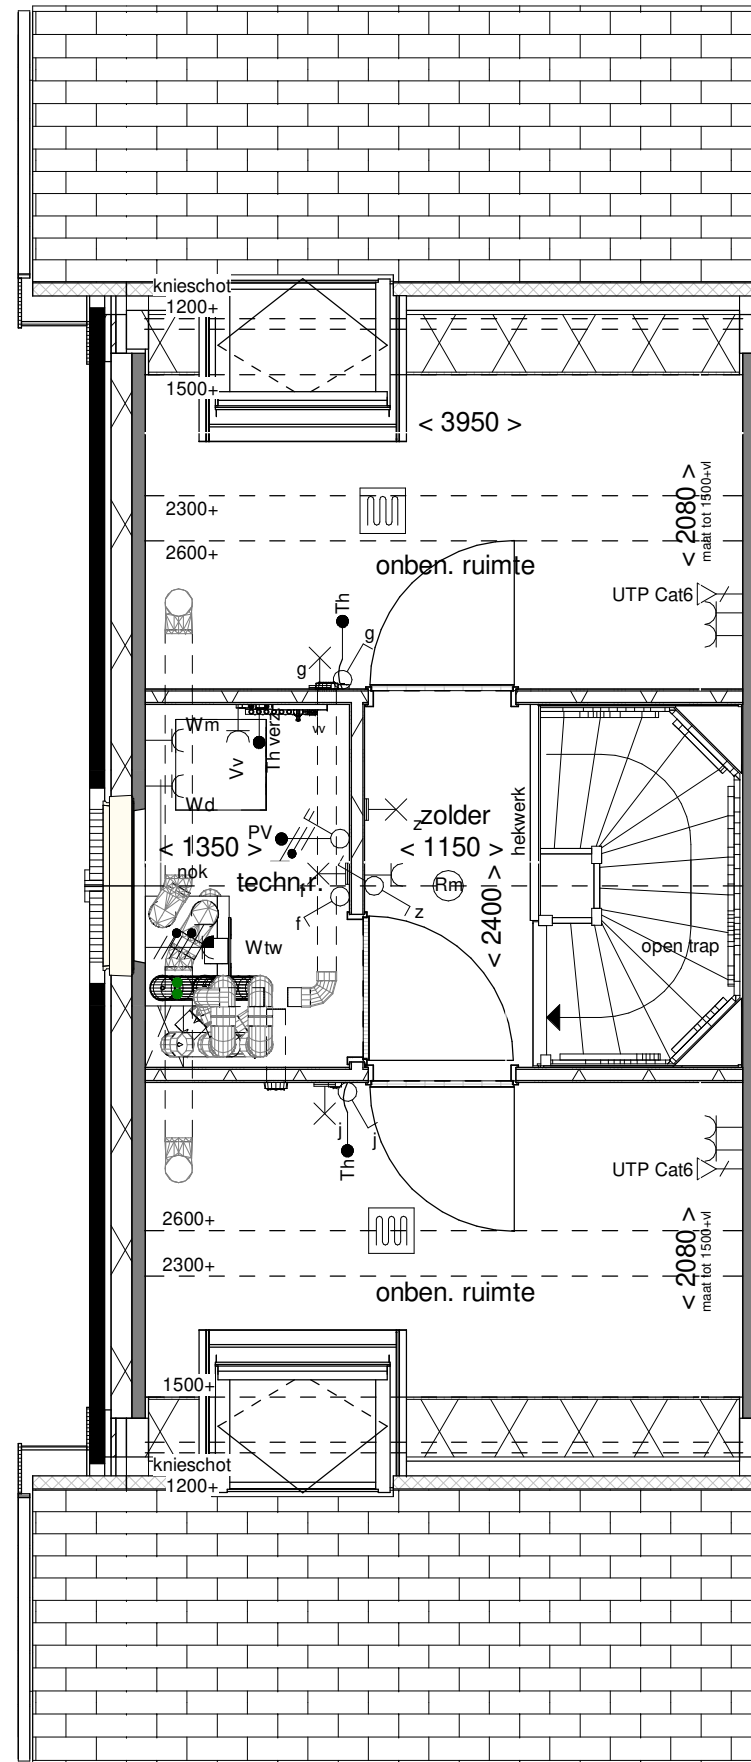 knieschot
1200+
1500+
< 3950 >
2300+
2600+
< 2080 >
maat tot 1500+vl
onben. ruimte
UTP Cat6
Th
g
g
Wm
Vv
Th verz
vv
Wd
PV
< 1350 >
nok
techn.r.
f
f
Wtw
z
zolder
< 1150 >
hekwerk
Rm
z
< 2400 >
open trap
j
j
Th
UTP Cat6
2600+
< 2080 >
maat tot 1500+vl
2300+
onben. ruimte
1500+
knieschot
1200+